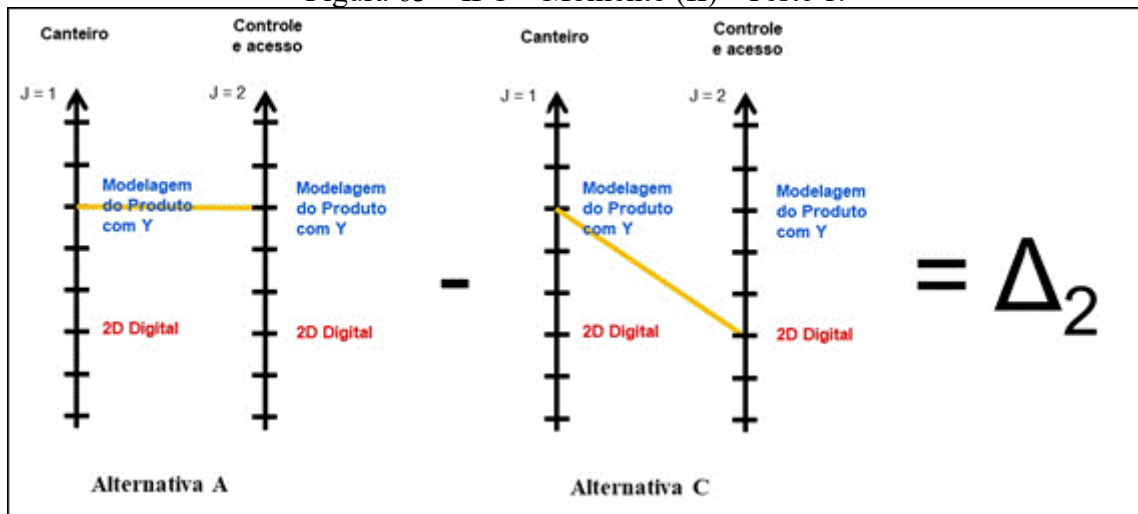 Canteiro
Controle
e acesso
J = 1
J = 2
Modelagem
do Produto
com Y
Modelagem
do Produto
com Y
2D Digital
2D Digital
Alternativa A
-
Canteiro
Controle
e acesso
J = 1
J = 2
Modelagem
do Produto
com Y
Modelagem
do Produto
com Y
2D Digital
2D Digital
Alternativa C
= Δ2